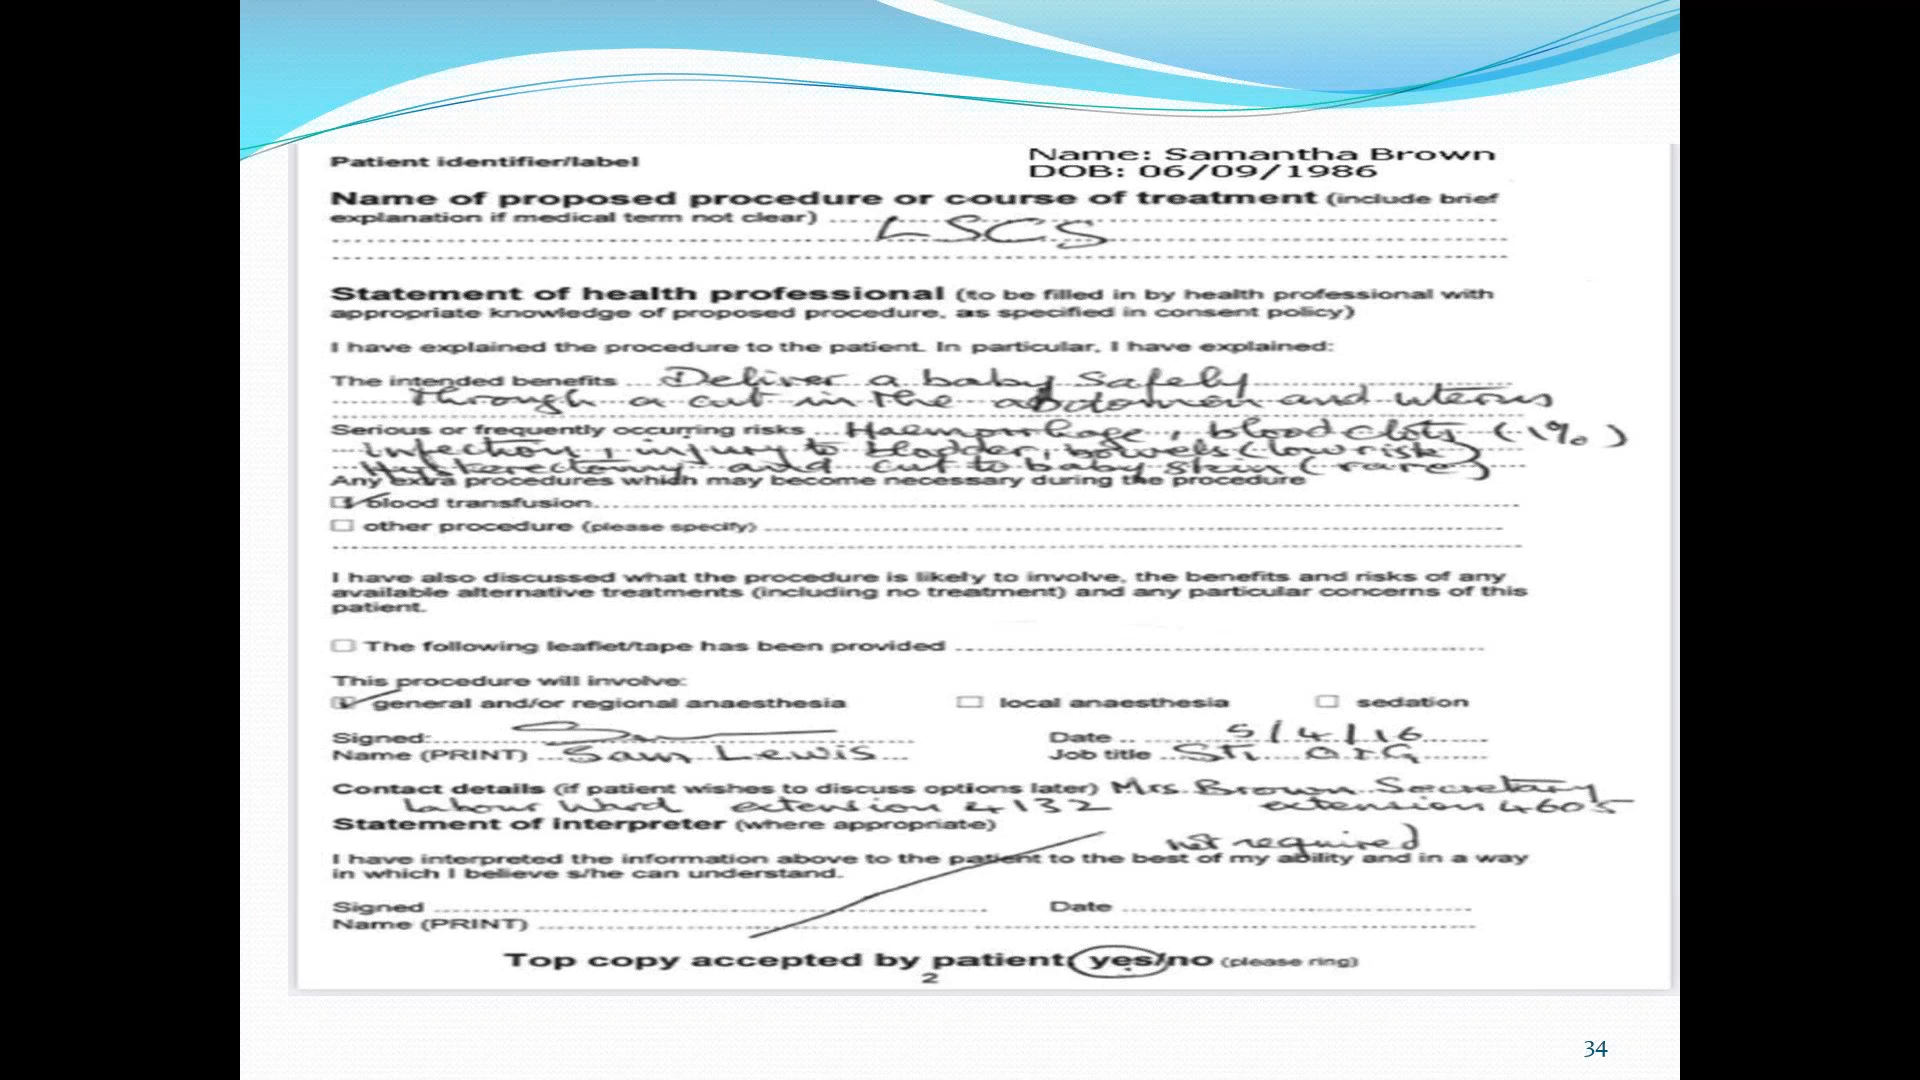 Patient identifier/label
Name: Samantha Brown
DOB: 06/09/1986
Name of proposed procedure or course of treatment (include brief
explanation if medical term not clear)
LSCS
Statement of health professional (to be filled in by health professional with
appropriate knowledge of proposed procedure, as specified in consent policy)
I have explained the procedure to the patient. In particular, I have explained:
The intended benefits Deliver a baby safely
through a cut in the abdomen and uterus
Serious or frequently occurring risks Haemorrhage, blood clots (1%)
infection, injury to bladder, bowels (low risk)
Hysterectomy and cut to baby skin (rare)
Any extra procedures which may become necessary during the procedure
blood transfusion
other procedure (please specify)
I have also discussed what the procedure is likely to involve, the benefits and risks of any
available alternative treatments (including no treatment) and any particular concerns of this
patient.
The following leaflet/tape has been provided
This procedure will involve:
general and/or regional anaesthesia local anaesthesia sedation
Signed: Date 5/4/16
Name (PRINT) Sam Lewis Job title
Contact details (if patient wishes to discuss options later) Mrs. Brown Secretary
Labour Ward extension 4132 extension 4605
Statement of interpreter (where appropriate)
not required
I have interpreted the information above to the patient to the best of my ability and in a way
in which I believe s/he can understand.
Signed Date
Name (PRINT)
Top copy accepted by patient: yes/no (please ring)
2
34